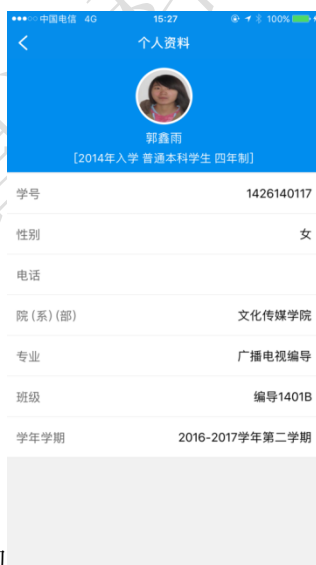 中国电信 4G 15:27 100%
个人资料
郭鑫雨
[2014年入学 普通本科学生 四年制]
学号 1426140117
性别 女
电话
院(系)(部) 文化传媒学院
专业 广播电视编导
班级 编导1401B
学年学期 2016-2017学年第二学期